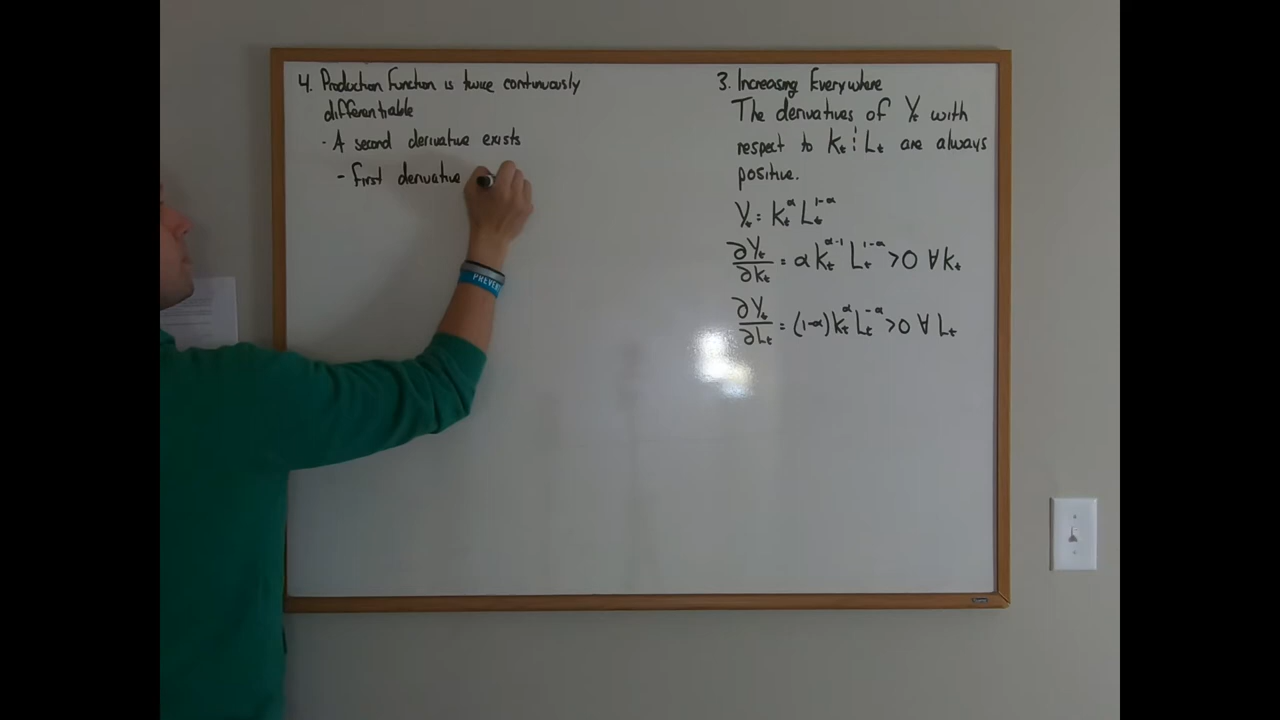 4. Production Function is twice continuously
differentiable
· A second derivative exists
- First derivative
3. Increasing Everywhere
The derivatives of Yₜ with
respect to Kₜ ⋮ Lₜ are always
positive.
Yₜ = Kₜ^α Lₜ^(1-α)
∂Yₜ/∂Kₜ = αKₜ^(α-1) Lₜ^(1-α) > 0 ∀ Kₜ
∂Yₜ/∂Lₜ = (1-α)Kₜ^α Lₜ^(-α) > 0 ∀ Lₜ
PREVEN